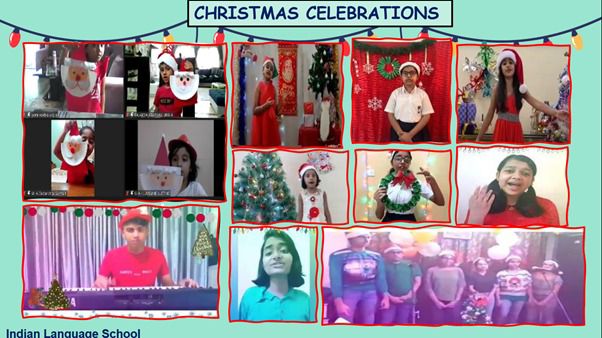 CHRISTMAS CELEBRATIONS
Indian Language School